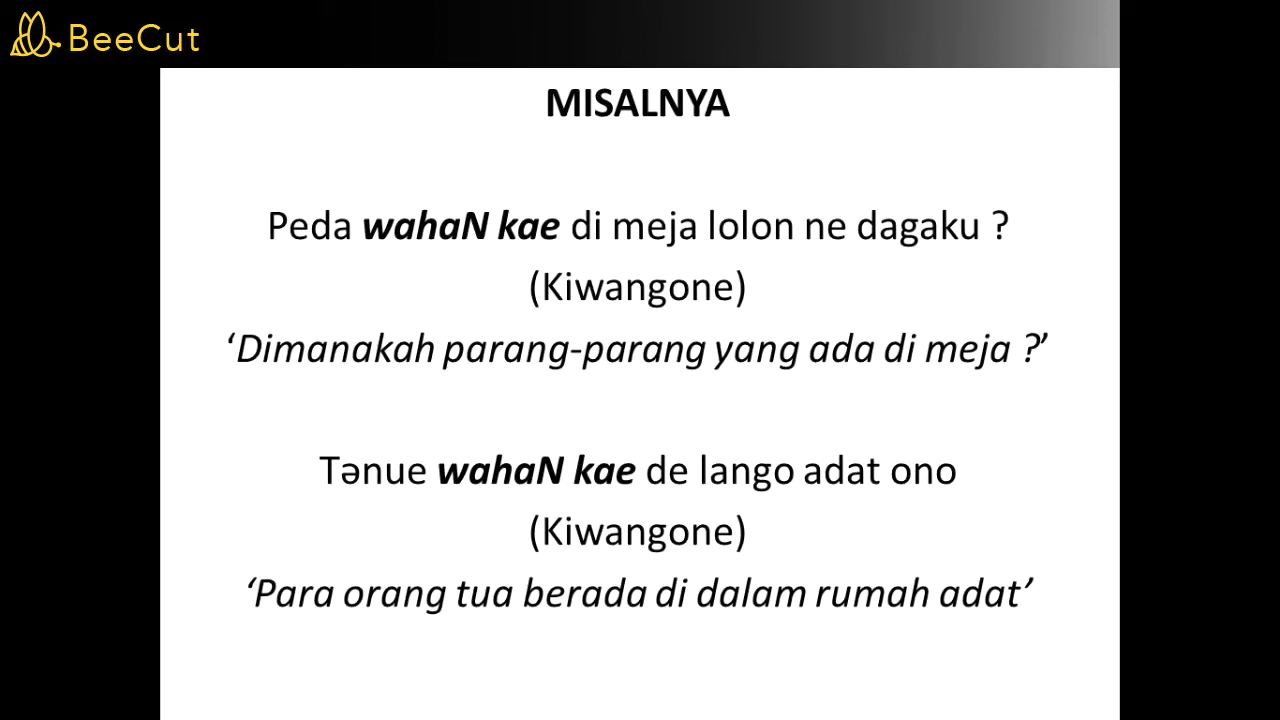 BeeCut
MISALNYA
Peda wahaN kae di meja lolon ne dagaku ?
(Kiwangone)
‘Dimanakah parang-parang yang ada di meja ?’
Tənue wahaN kae de lango adat ono
(Kiwangone)
‘Para orang tua berada di dalam rumah adat’